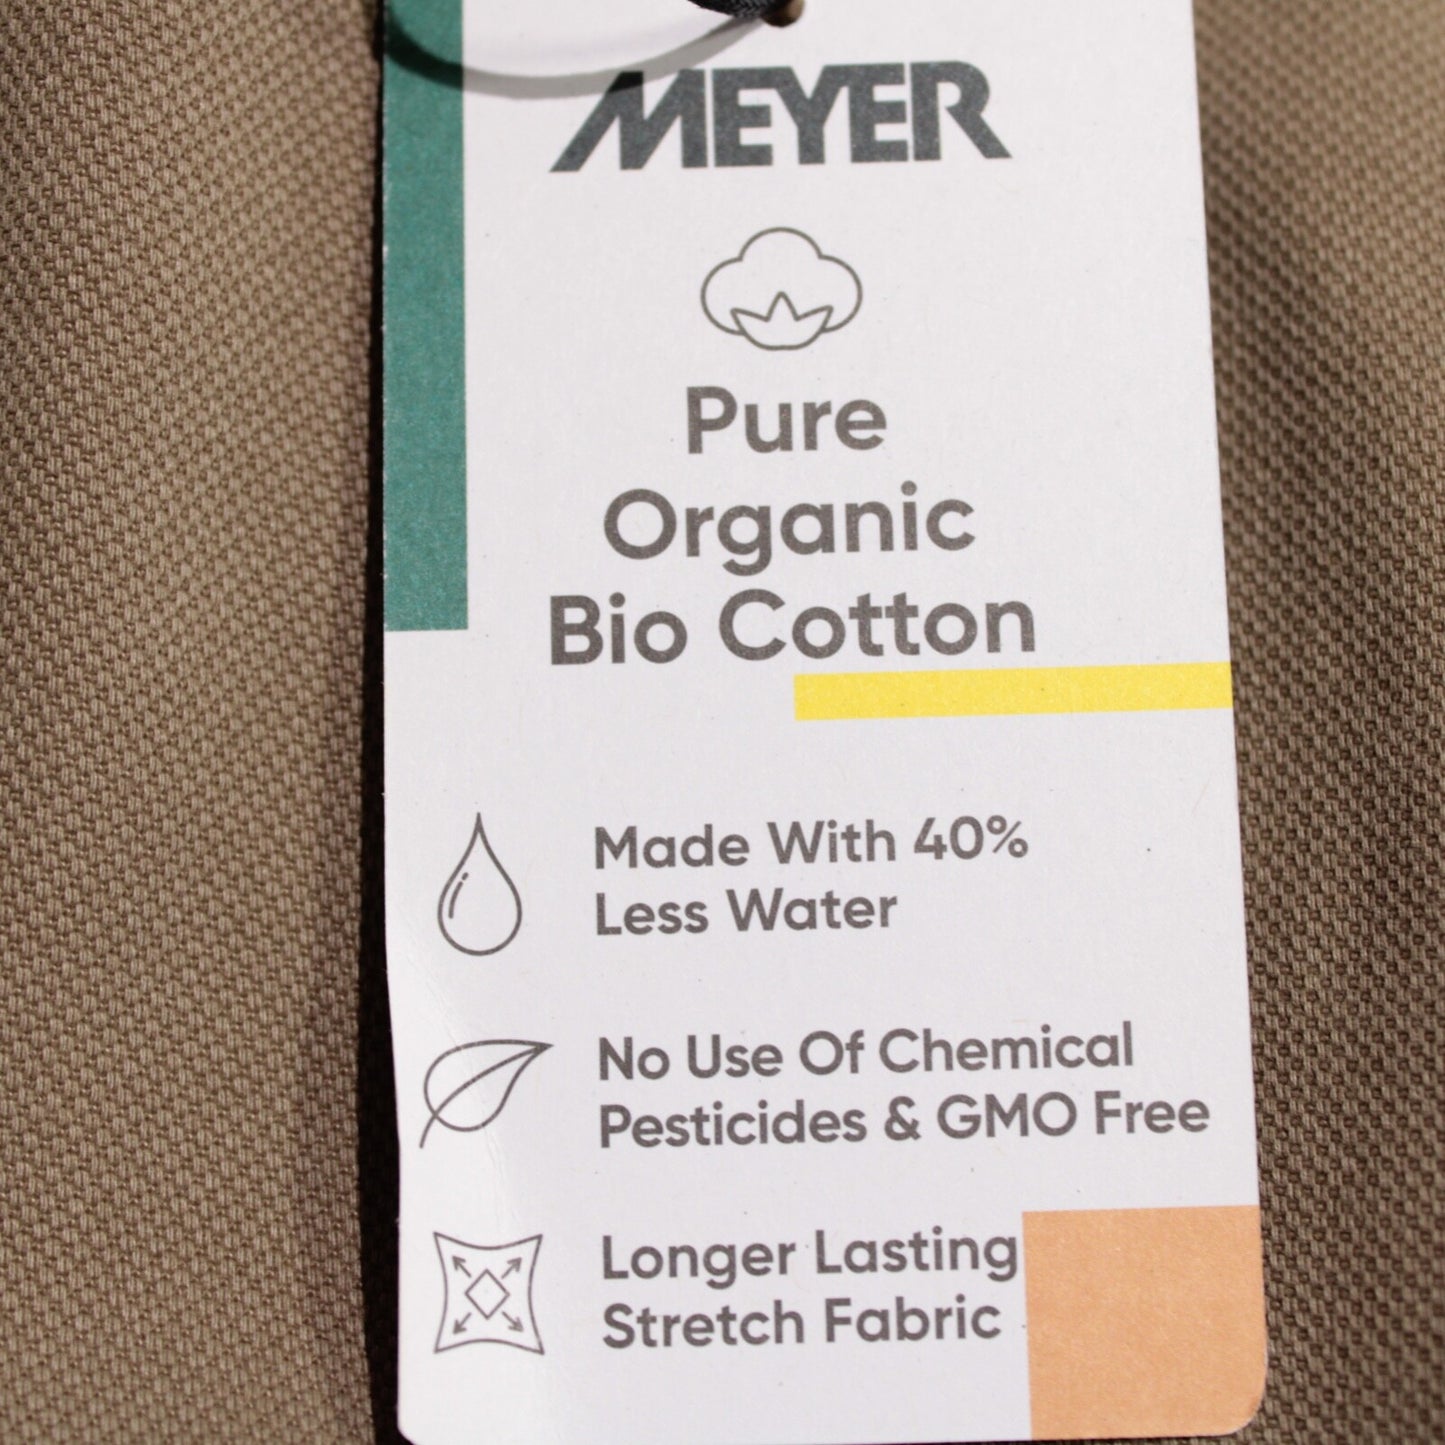 MEYER
Pure
Organic
Bio Cotton
Made With 40%
Less Water
No Use Of Chemical
Pesticides & GMO Free
Longer Lasting
Stretch Fabric